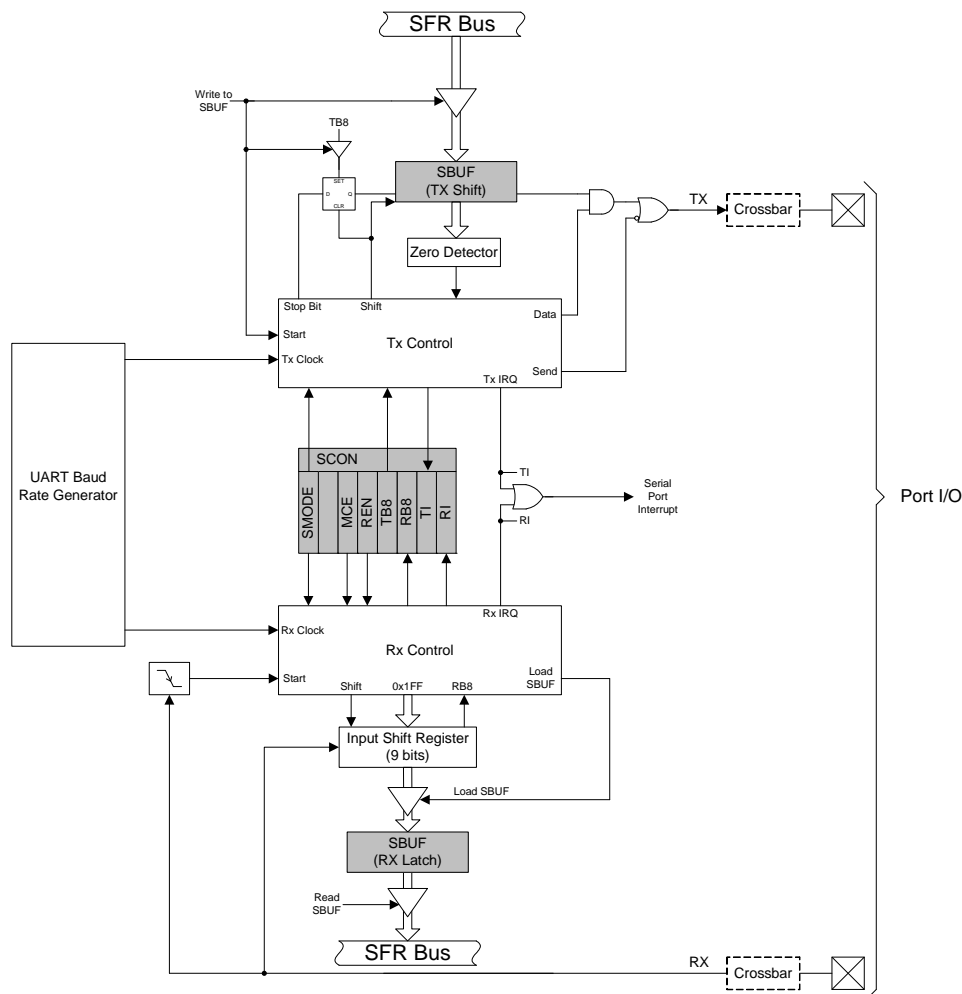 SFR Bus
Write to
SBUF
TB8
SET
D
Q
CLR
SBUF
(TX Shift)
TX
Crossbar
Zero Detector
Stop Bit
Shift
Data
Start
Tx Control
Tx Clock
Send
Tx IRQ
UART Baud
Rate Generator
SCON
SMODE
MCE
REN
TB8
RB8
TI
RI
TI
Serial
Port
Interrupt
RI
Port I/O
Rx IRQ
Rx Clock
Rx Control
Start
Load
SBUF
Shift
0x1FF
RB8
Input Shift Register
(9 bits)
Load SBUF
SBUF
(RX Latch)
Read
SBUF
SFR Bus
RX
Crossbar